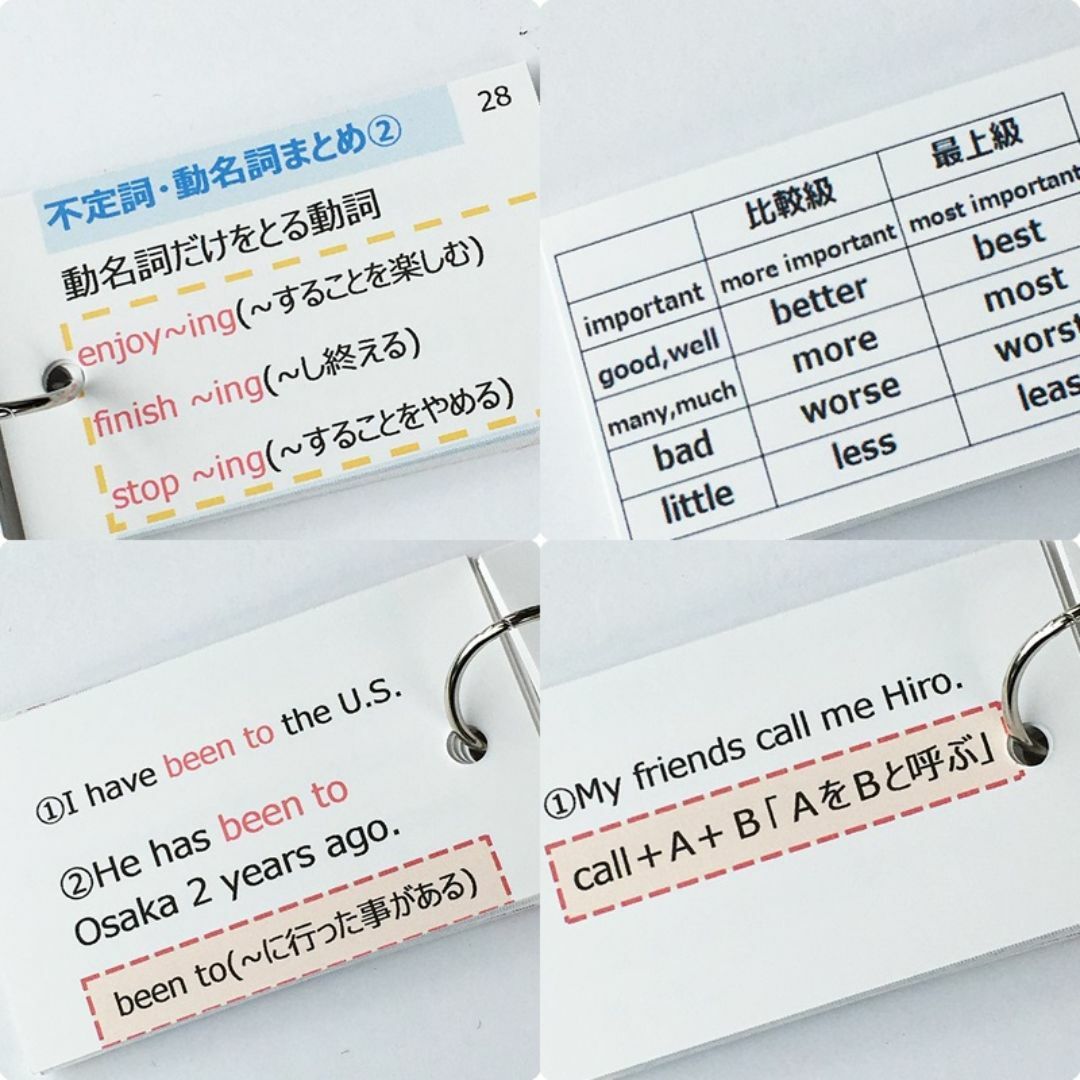 28
不定詞・動名詞まとめ②
動名詞だけをとる動詞
enjoy~ing(~することを楽しむ)
finish ~ing(~し終える)
stop ~ing(~することをやめる)
比較級 最上級
important more important most important
good,well better best
many,much more most
bad worse worst
little less leas
①I have been to the U.S.
②He has been to
Osaka 2 years ago.
been to(~に行った事がある)
①My friends call me Hiro.
call+A+B「AをBと呼ぶ」